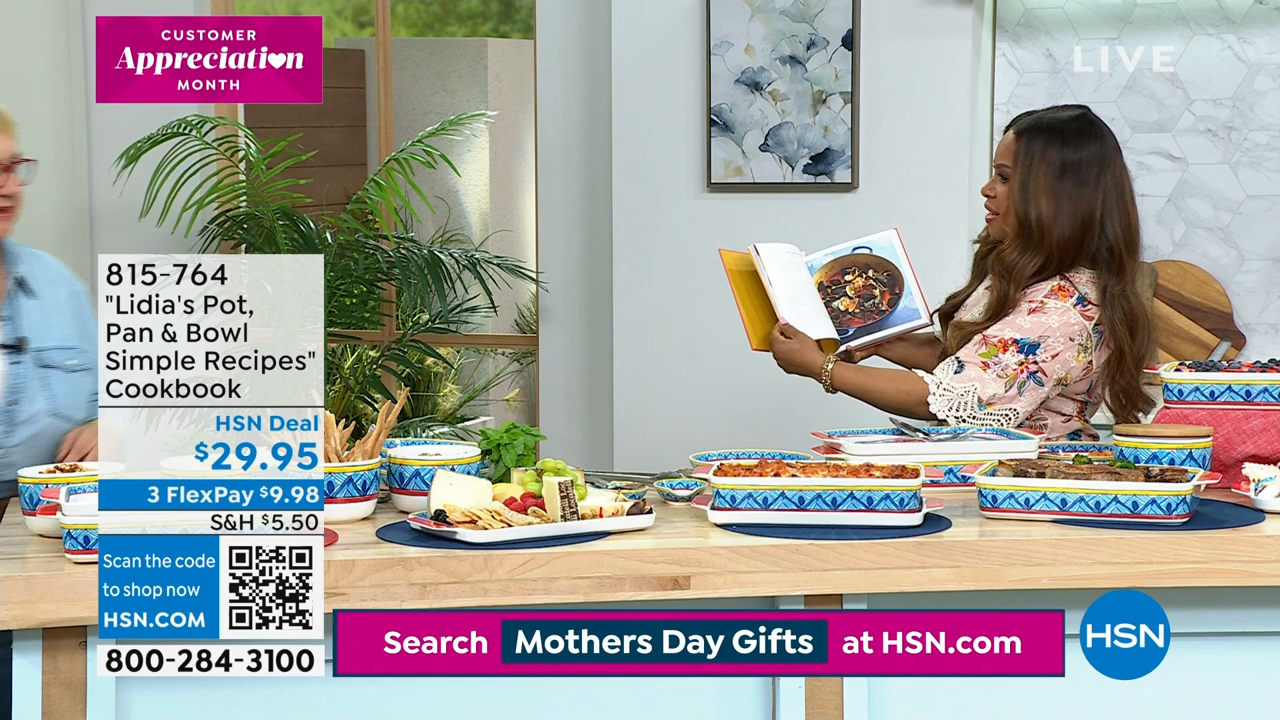 CUSTOMER
Appreciation
MONTH
LIVE
815-764
"Lidia's Pot,
Pan & Bowl
Simple Recipes"
Cookbook
HSN Deal
$29.95
3 FlexPay $9.98
S&H $5.50
Scan the code
to shop now
HSN.COM
800-284-3100
Search Mothers Day Gifts at HSN.com
HSN